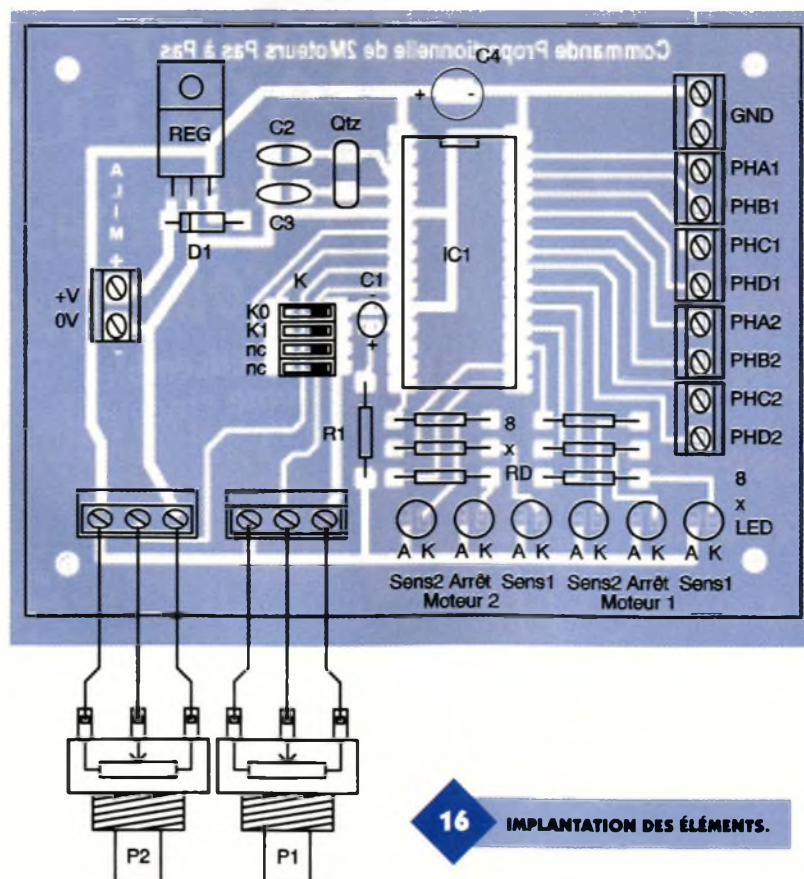 Commande Proportionnelle de 2Moteurs Pas à Pas
C4
+ -
REG
C2
Qtz
GND
PHA1
ALIM +
C3
PHB1
D1
IC1
PHC1
K
C1
-
PHD1
+V
K0
0V
K1
PHA2
nc
+
nc
PHB2
-
PHC2
R1
8
x
RD
PHD2
8
x
LED
A K A K A K A K A K A K
Sens2 Arrêt Sens1 Sens2 Arrêt Sens1
Moteur 2 Moteur 1
P2 P1
16 IMPLANTATION DES ÉLÉMENTS.